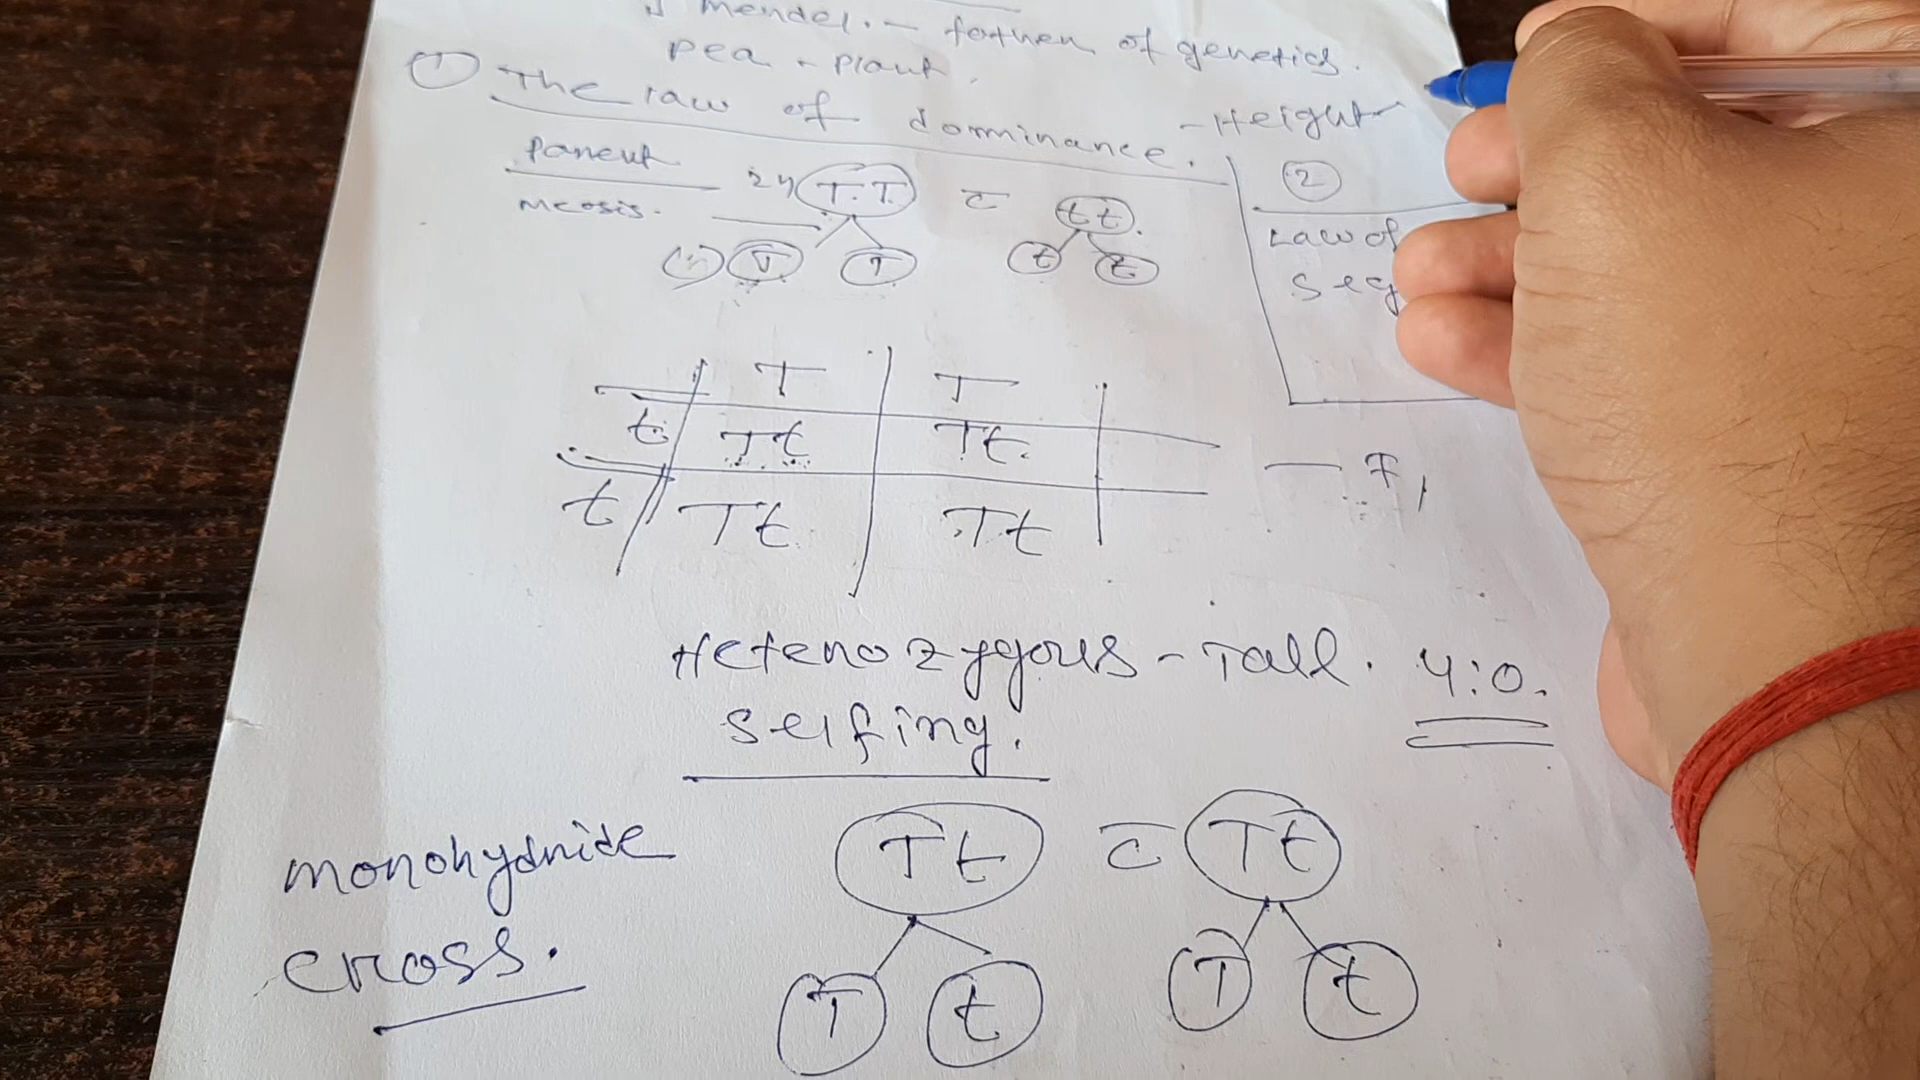 mendel. - father of genetics.
pea plant.
① The law of dominance. - Height
parent 2n TT c tt.
meosis. (n) T T t t
②
Law of
Seg
T T
t Tt Tt
t Tt Tt
— F1
Heterozygous - Tall. 4:0.
selfing.
monohydride
cross.
Tt c Tt
T t T t